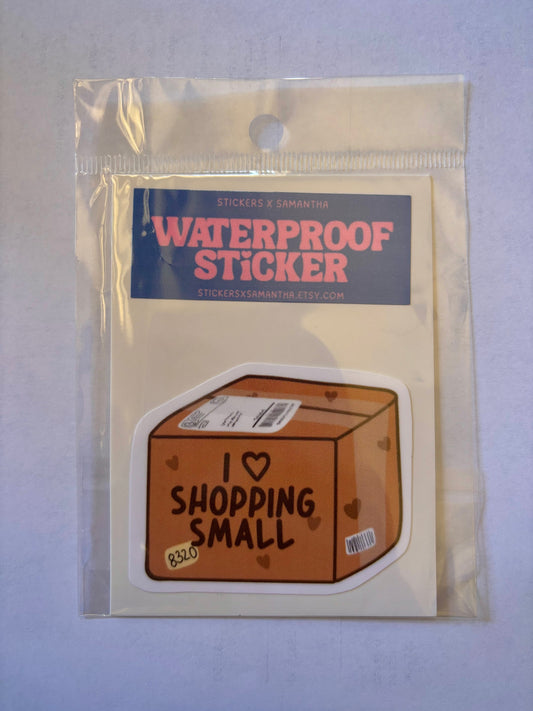 STICKERS X SAMANTHA
WATERPROOF
STiCKER
STICKERSXSAMANTHA.ETSY.COM
I ♡
SHOPPING
SMALL
8320